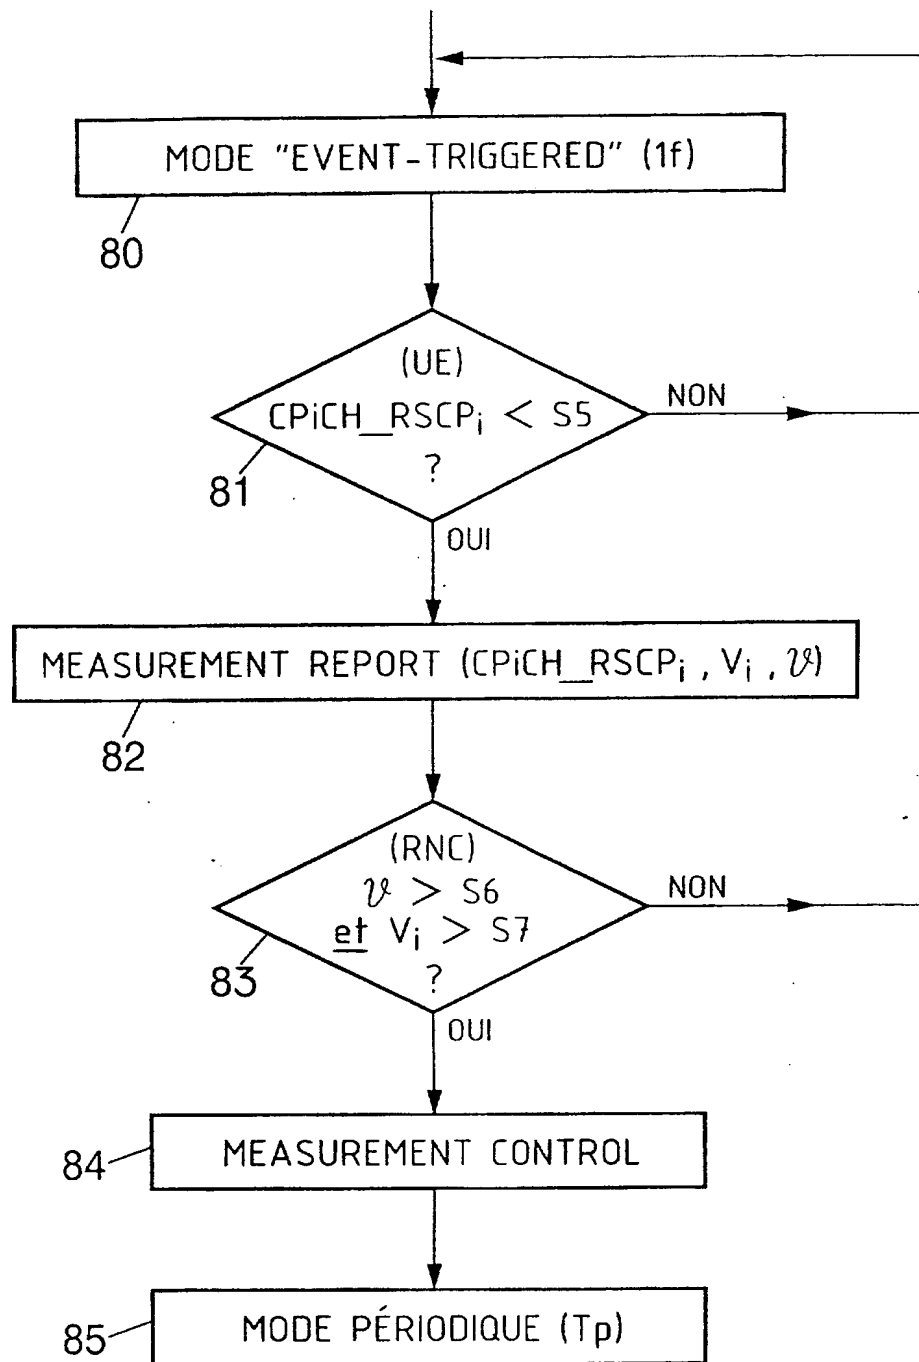 MODE "EVENT-TRIGGERED" (1f)
80
(UE)
CPiCH_RSCPi < S5
?
NON
81
OUI
MEASUREMENT REPORT (CPiCH_RSCPi , Vi , 𝒱)
82
(RNC)
𝒱 > S6
et Vi > S7
?
NON
83
OUI
MEASUREMENT CONTROL
84
MODE PÉRIODIQUE (Tp)
85